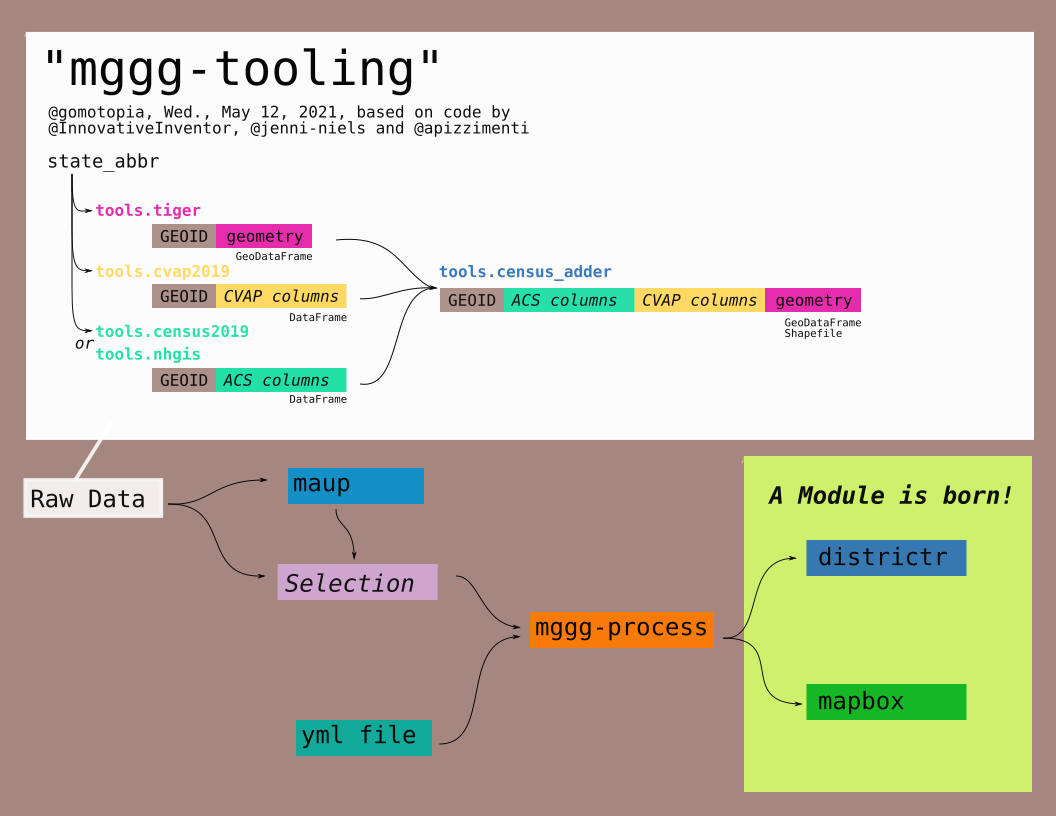 "mggg-tooling"
@gomotopia, Wed., May 12, 2021, based on code by
@InnovativeInventor, @jenni-niels and @apizzimenti
state_abbr
tools.tiger
GEOID geometry
GeoDataFrame
tools.cvap2019
GEOID CVAP columns
DataFrame
tools.census2019
or
tools.nhgis
GEOID ACS columns
DataFrame
tools.census_adder
GEOID ACS columns CVAP columns geometry
GeoDataFrame
Shapefile
Raw Data
maup
Selection
yml file
mggg-process
A Module is born!
districtr
mapbox